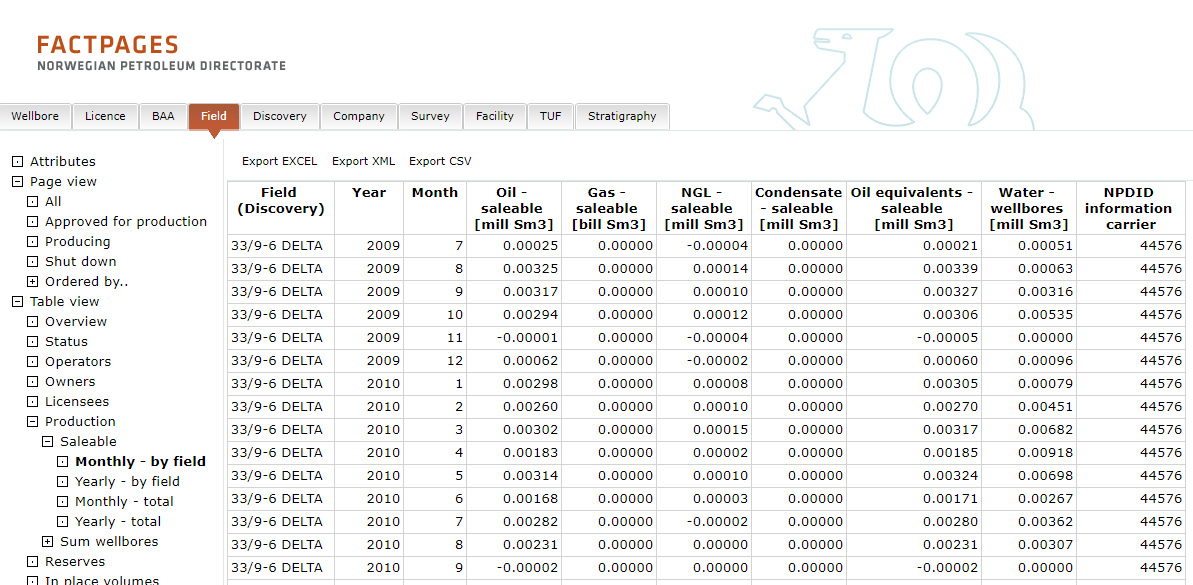 FACTPAGES
NORWEGIAN PETROLEUM DIRECTORATE
Wellbore Licence BAA Field Discovery Company Survey Facility TUF Stratigraphy
Attributes
Page view
All
Approved for production
Producing
Shut down
Ordered by..
Table view
Overview
Status
Operators
Owners
Licensees
Production
Saleable
Monthly - by field
Yearly - by field
Monthly - total
Yearly - total
Sum wellbores
Reserves
In place volumes
Export EXCEL Export XML Export CSV
Field (Discovery) Year Month Oil - saleable [mill Sm3] Gas - saleable [bill Sm3] NGL - saleable [mill Sm3] Condensate - saleable [mill Sm3] Oil equivalents - saleable [mill Sm3] Water - wellbores [mill Sm3] NPDID information carrier
33/9-6 DELTA 2009 7 0.00025 0.00000 -0.00004 0.00000 0.00021 0.00051 44576
33/9-6 DELTA 2009 8 0.00325 0.00000 0.00014 0.00000 0.00339 0.00063 44576
33/9-6 DELTA 2009 9 0.00317 0.00000 0.00010 0.00000 0.00327 0.00316 44576
33/9-6 DELTA 2009 10 0.00294 0.00000 0.00012 0.00000 0.00306 0.00535 44576
33/9-6 DELTA 2009 11 -0.00001 0.00000 -0.00004 0.00000 -0.00005 0.00000 44576
33/9-6 DELTA 2009 12 0.00062 0.00000 -0.00002 0.00000 0.00060 0.00096 44576
33/9-6 DELTA 2010 1 0.00298 0.00000 0.00008 0.00000 0.00305 0.00079 44576
33/9-6 DELTA 2010 2 0.00260 0.00000 0.00010 0.00000 0.00270 0.00451 44576
33/9-6 DELTA 2010 3 0.00302 0.00000 0.00015 0.00000 0.00317 0.00682 44576
33/9-6 DELTA 2010 4 0.00183 0.00000 0.00002 0.00000 0.00185 0.00918 44576
33/9-6 DELTA 2010 5 0.00314 0.00000 0.00010 0.00000 0.00324 0.00698 44576
33/9-6 DELTA 2010 6 0.00168 0.00000 0.00003 0.00000 0.00171 0.00267 44576
33/9-6 DELTA 2010 7 0.00282 0.00000 -0.00002 0.00000 0.00280 0.00362 44576
33/9-6 DELTA 2010 8 0.00231 0.00000 0.00000 0.00000 0.00231 0.00307 44576
33/9-6 DELTA 2010 9 -0.00002 0.00000 0.00000 0.00000 -0.00002 0.00000 44576